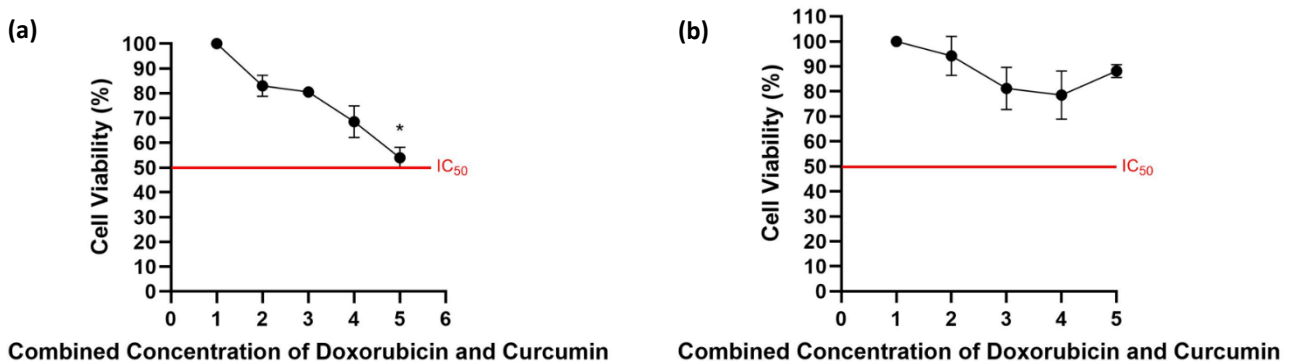 (a)
Cell Viability (%)
100
90
80
70
60
50
40
30
20
10
0
*
IC50
0 1 2 3 4 5 6
Combined Concentration of Doxorubicin and Curcumin
(b)
Cell Viability (%)
110
100
90
80
70
60
50
40
30
20
10
0
IC50
0 1 2 3 4 5
Combined Concentration of Doxorubicin and Curcumin